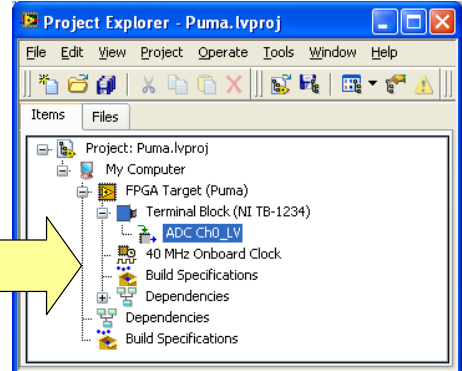 Project Explorer - Puma.lvproj
File Edit View Project Operate Tools Window Help
Items Files
Project: Puma.lvproj
My Computer
FPGA Target (Puma)
Terminal Block (NI TB-1234)
ADC Ch0_LV
40 MHz Onboard Clock
Build Specifications
Dependencies
Dependencies
Build Specifications